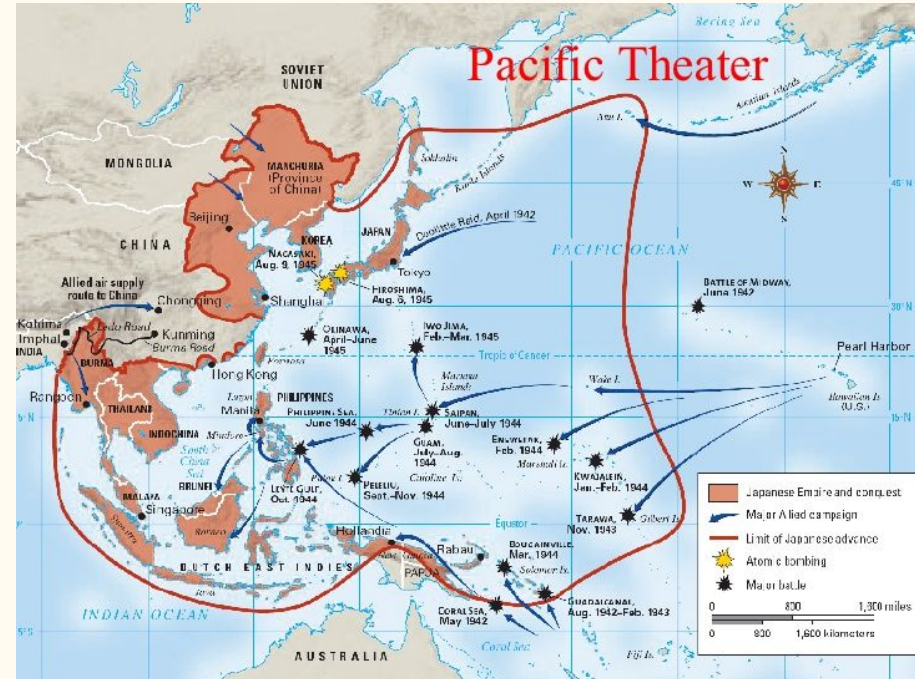 Pacific Theater
Bering Sea
Aleutian Islands
SOVIET
UNION
Attu I.
MONGOLIA
MANCHURIA
(Province
of China)
Sakhalin
Kurile Islands
N
W
E
S
45°N
Beijing
KOREA
JAPAN
Doolittle Raid, April 1942
PACIFIC OCEAN
CHINA
NAGASAKI,
Aug. 9, 1945
Tokyo
HIROSHIMA,
Aug. 6, 1945
BATTLE OF MIDWAY,
June 1942
Allied air supply
route to China
Chongqing
Shanghai
30°N
Kohima
Imphal
INDIA
Ledo Road
Kunming
Burma Road
OKINAWA,
April–June
1945
IWO JIMA,
Feb.–Mar. 1945
Pearl Harbor
BURMA
Formosa
Tropic of Cancer
Hong Kong
Mariana
Islands
Wake I.
Hawaiian Is.
(U.S.)
Rangoon
Luzon
PHILIPPINES
Manila
PHILIPPINE SEA,
June 1944
SAIPAN,
June–July 1944
THAILAND
INDOCHINA
Mindoro
GUAM,
July–Aug.
1944
ENIWETAK,
Feb. 1944
Marshall Is.
South
China
Sea
KWAJALEIN,
Jan.–Feb. 1944
BRUNEI
LEYTE GULF,
Oct. 1944
PELELIU,
Sept.–Nov. 1944
Caroline Is.
MALAYA
Singapore
Sumatra
Borneo
TARAWA,
Nov. 1943
Gilbert Is.
Equator
Hollandia
New Guinea
Rabaul
BOUGAINVILLE,
Mar. 1944
DUTCH EAST INDIES
PAPUA
Solomon Is.
Java
GUADALCANAL,
Aug. 1942–Feb. 1943
INDIAN OCEAN
CORAL SEA,
May 1942
Coral Sea
Fiji Is.
AUSTRALIA
Japanese Empire and conquest
Major Allied campaign
Limit of Japanese advance
Atomic bombing
Major battle
0 800 1,600 miles
0 800 1,600 kilometers